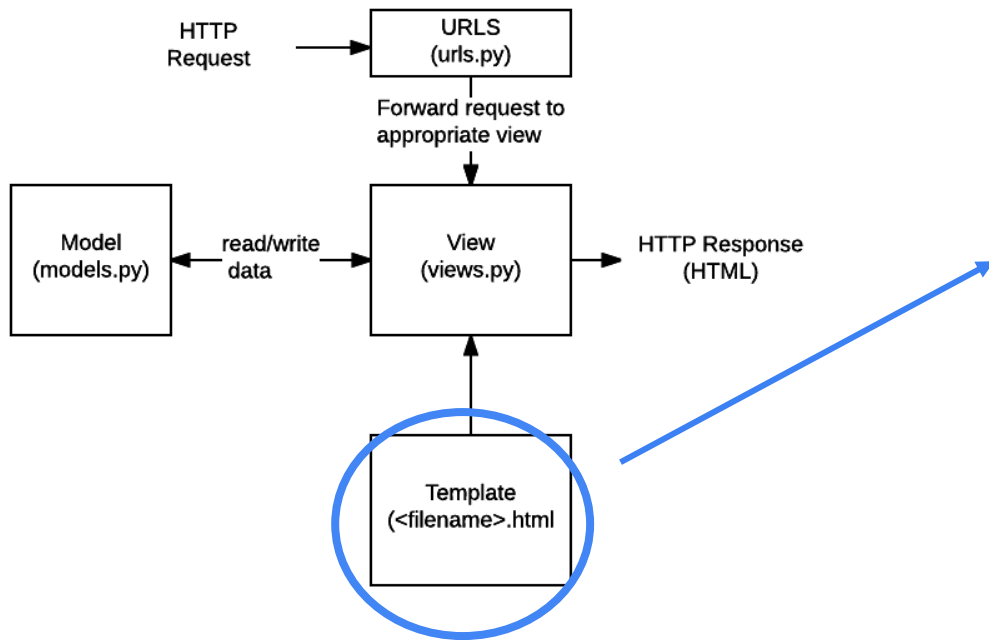 HTTP
Request
URLS
(urls.py)
Forward request to
appropriate view
Model
(models.py)
read/write
data
View
(views.py)
HTTP Response
(HTML)
Template
(<filename>.html